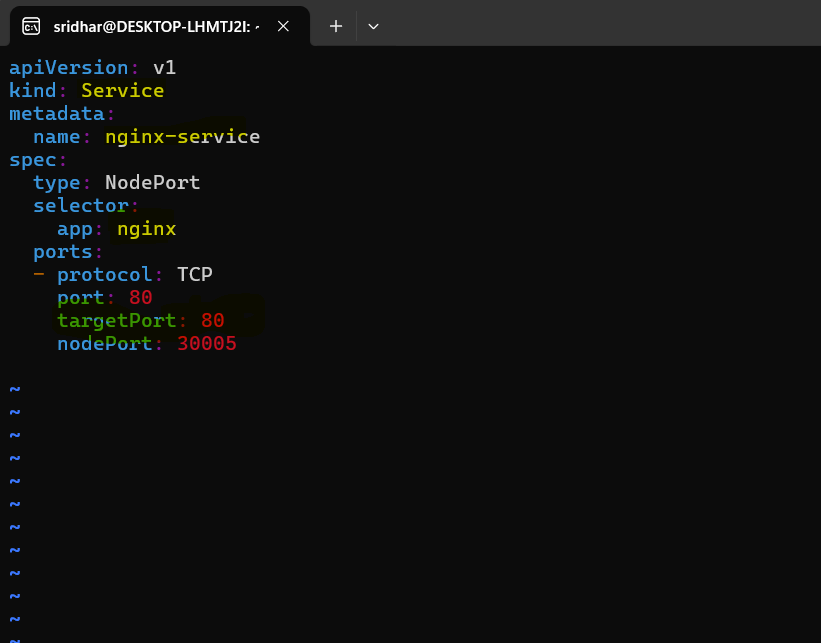 sridhar@DESKTOP-LHMTJ2I: ~
apiVersion: v1
kind: Service
metadata:
  name: nginx-service
spec:
  type: NodePort
  selector:
    app: nginx
  ports:
  - protocol: TCP
    port: 80
    targetPort: 80
    nodePort: 30005
~
~
~
~
~
~
~
~
~
~
~
~